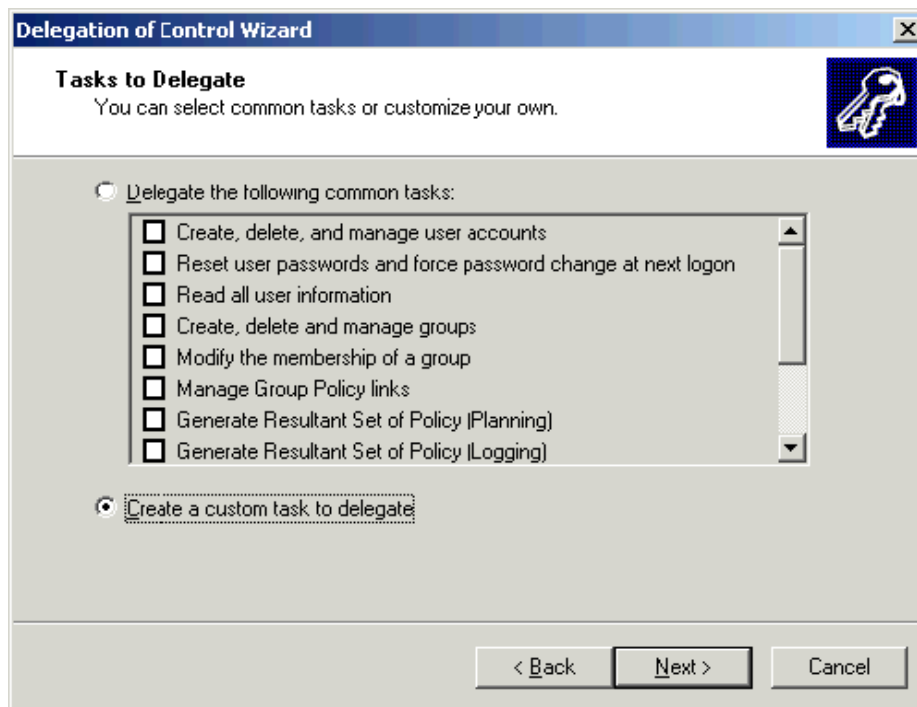 Delegation of Control Wizard
Tasks to Delegate
You can select common tasks or customize your own.
Delegate the following common tasks:
Create, delete, and manage user accounts
Reset user passwords and force password change at next logon
Read all user information
Create, delete and manage groups
Modify the membership of a group
Manage Group Policy links
Generate Resultant Set of Policy (Planning)
Generate Resultant Set of Policy (Logging)
Create a custom task to delegate
< Back Next > Cancel